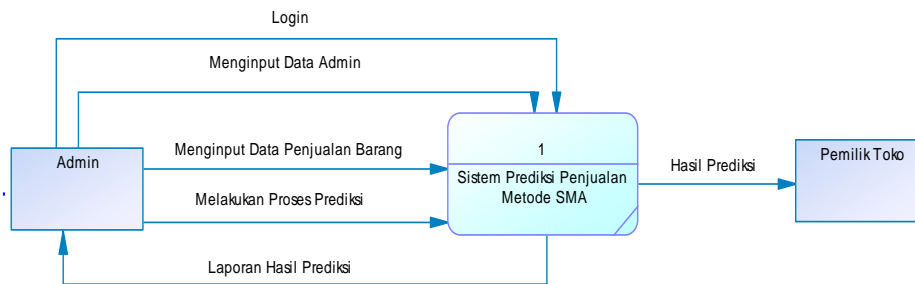 Login
Menginput Data Admin
Admin
Menginput Data Penjualan Barang
Melakukan Proses Prediksi
Laporan Hasil Prediksi
1
Sistem Prediksi Penjualan
Metode SMA
Hasil Prediksi
Pemilik Toko